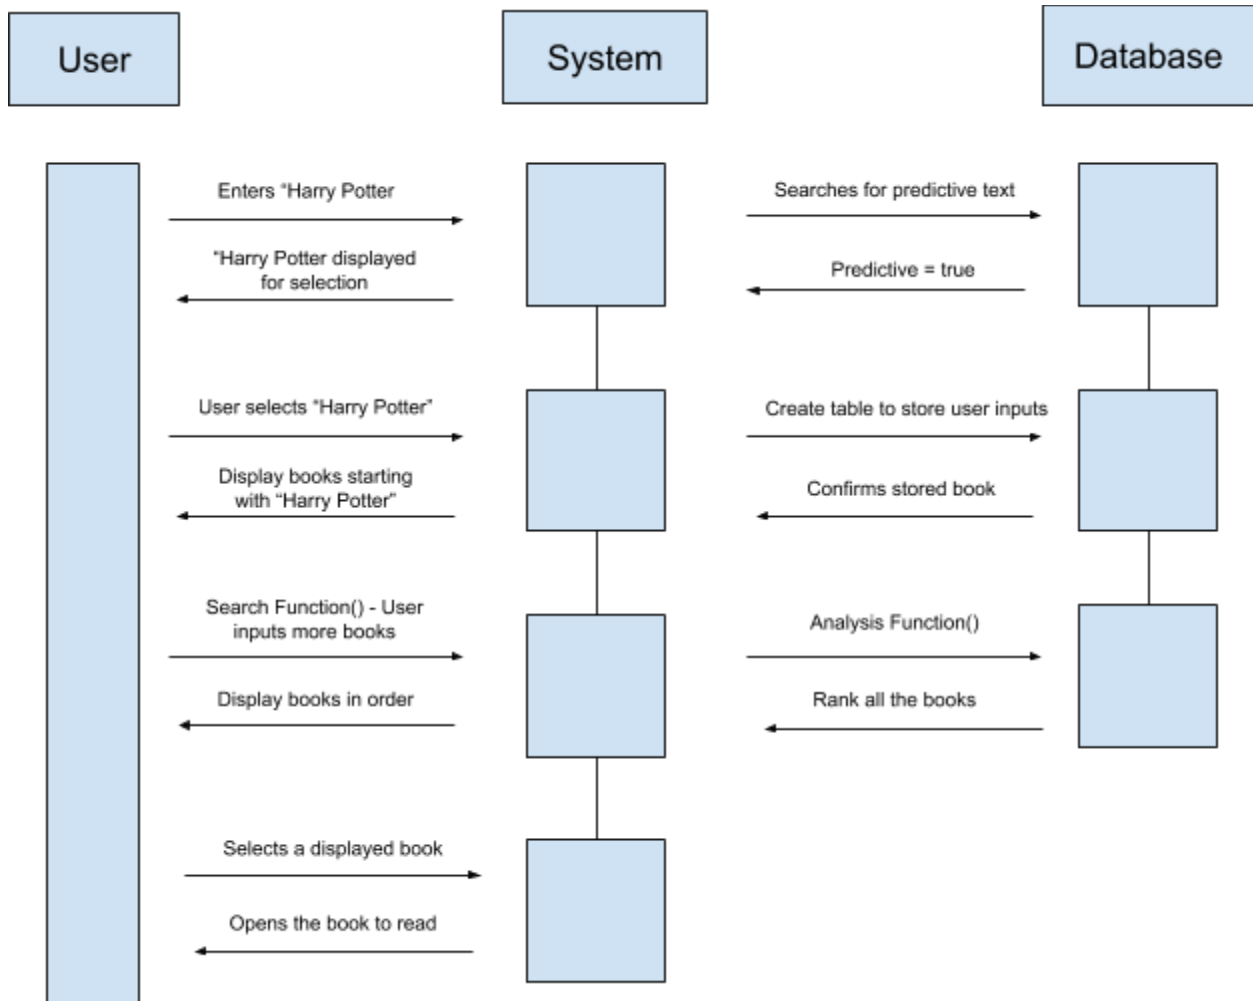 User
System
Database
Enters “Harry Potter
Searches for predictive text
“Harry Potter displayed
for selection
Predictive = true
User selects “Harry Potter”
Create table to store user inputs
Display books starting
with “Harry Potter”
Confirms stored book
Search Function() - User
inputs more books
Analysis Function()
Display books in order
Rank all the books
Selects a displayed book
Opens the book to read